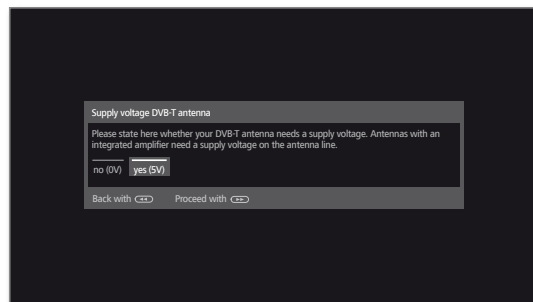 Supply voltage DVB-T antenna
Please state here whether your DVB-T antenna needs a supply voltage. Antennas with an
integrated amplifier need a supply voltage on the antenna line.
no (0V) yes (5V)
Back with Proceed with